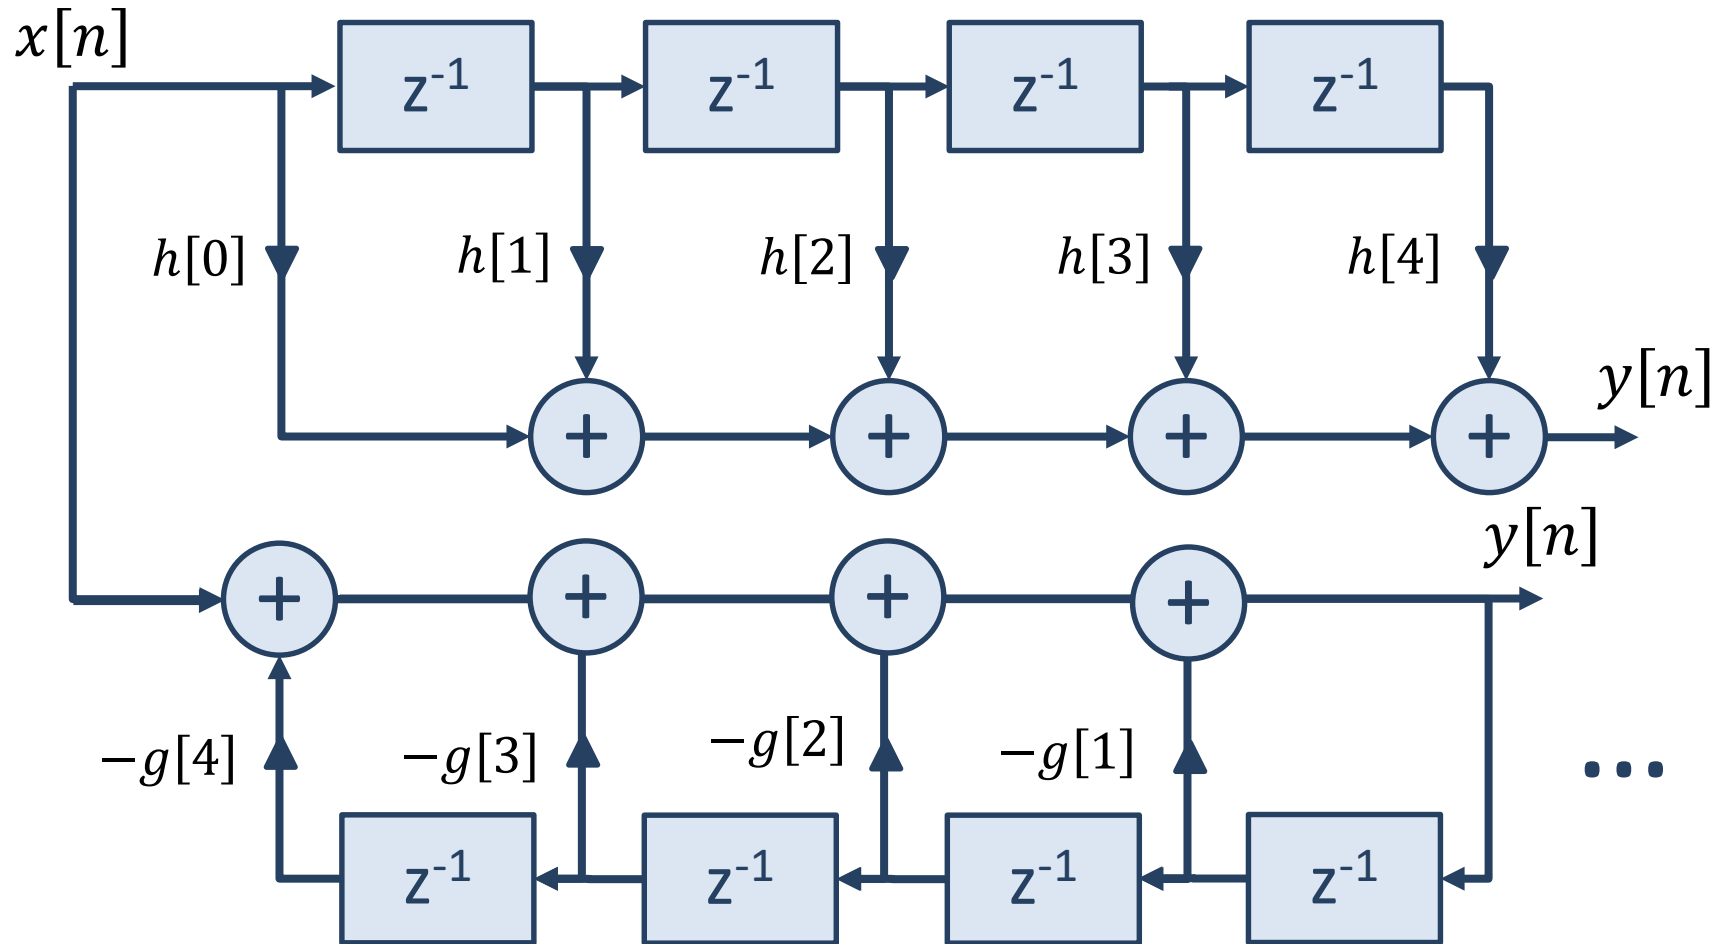 x[n]
z⁻¹ z⁻¹ z⁻¹ z⁻¹
h[0] h[1] h[2] h[3] h[4]
y[n]
+ + + +
y[n]
+ + + +
−g[4] −g[3] −g[2] −g[1]
...
z⁻¹ z⁻¹ z⁻¹ z⁻¹